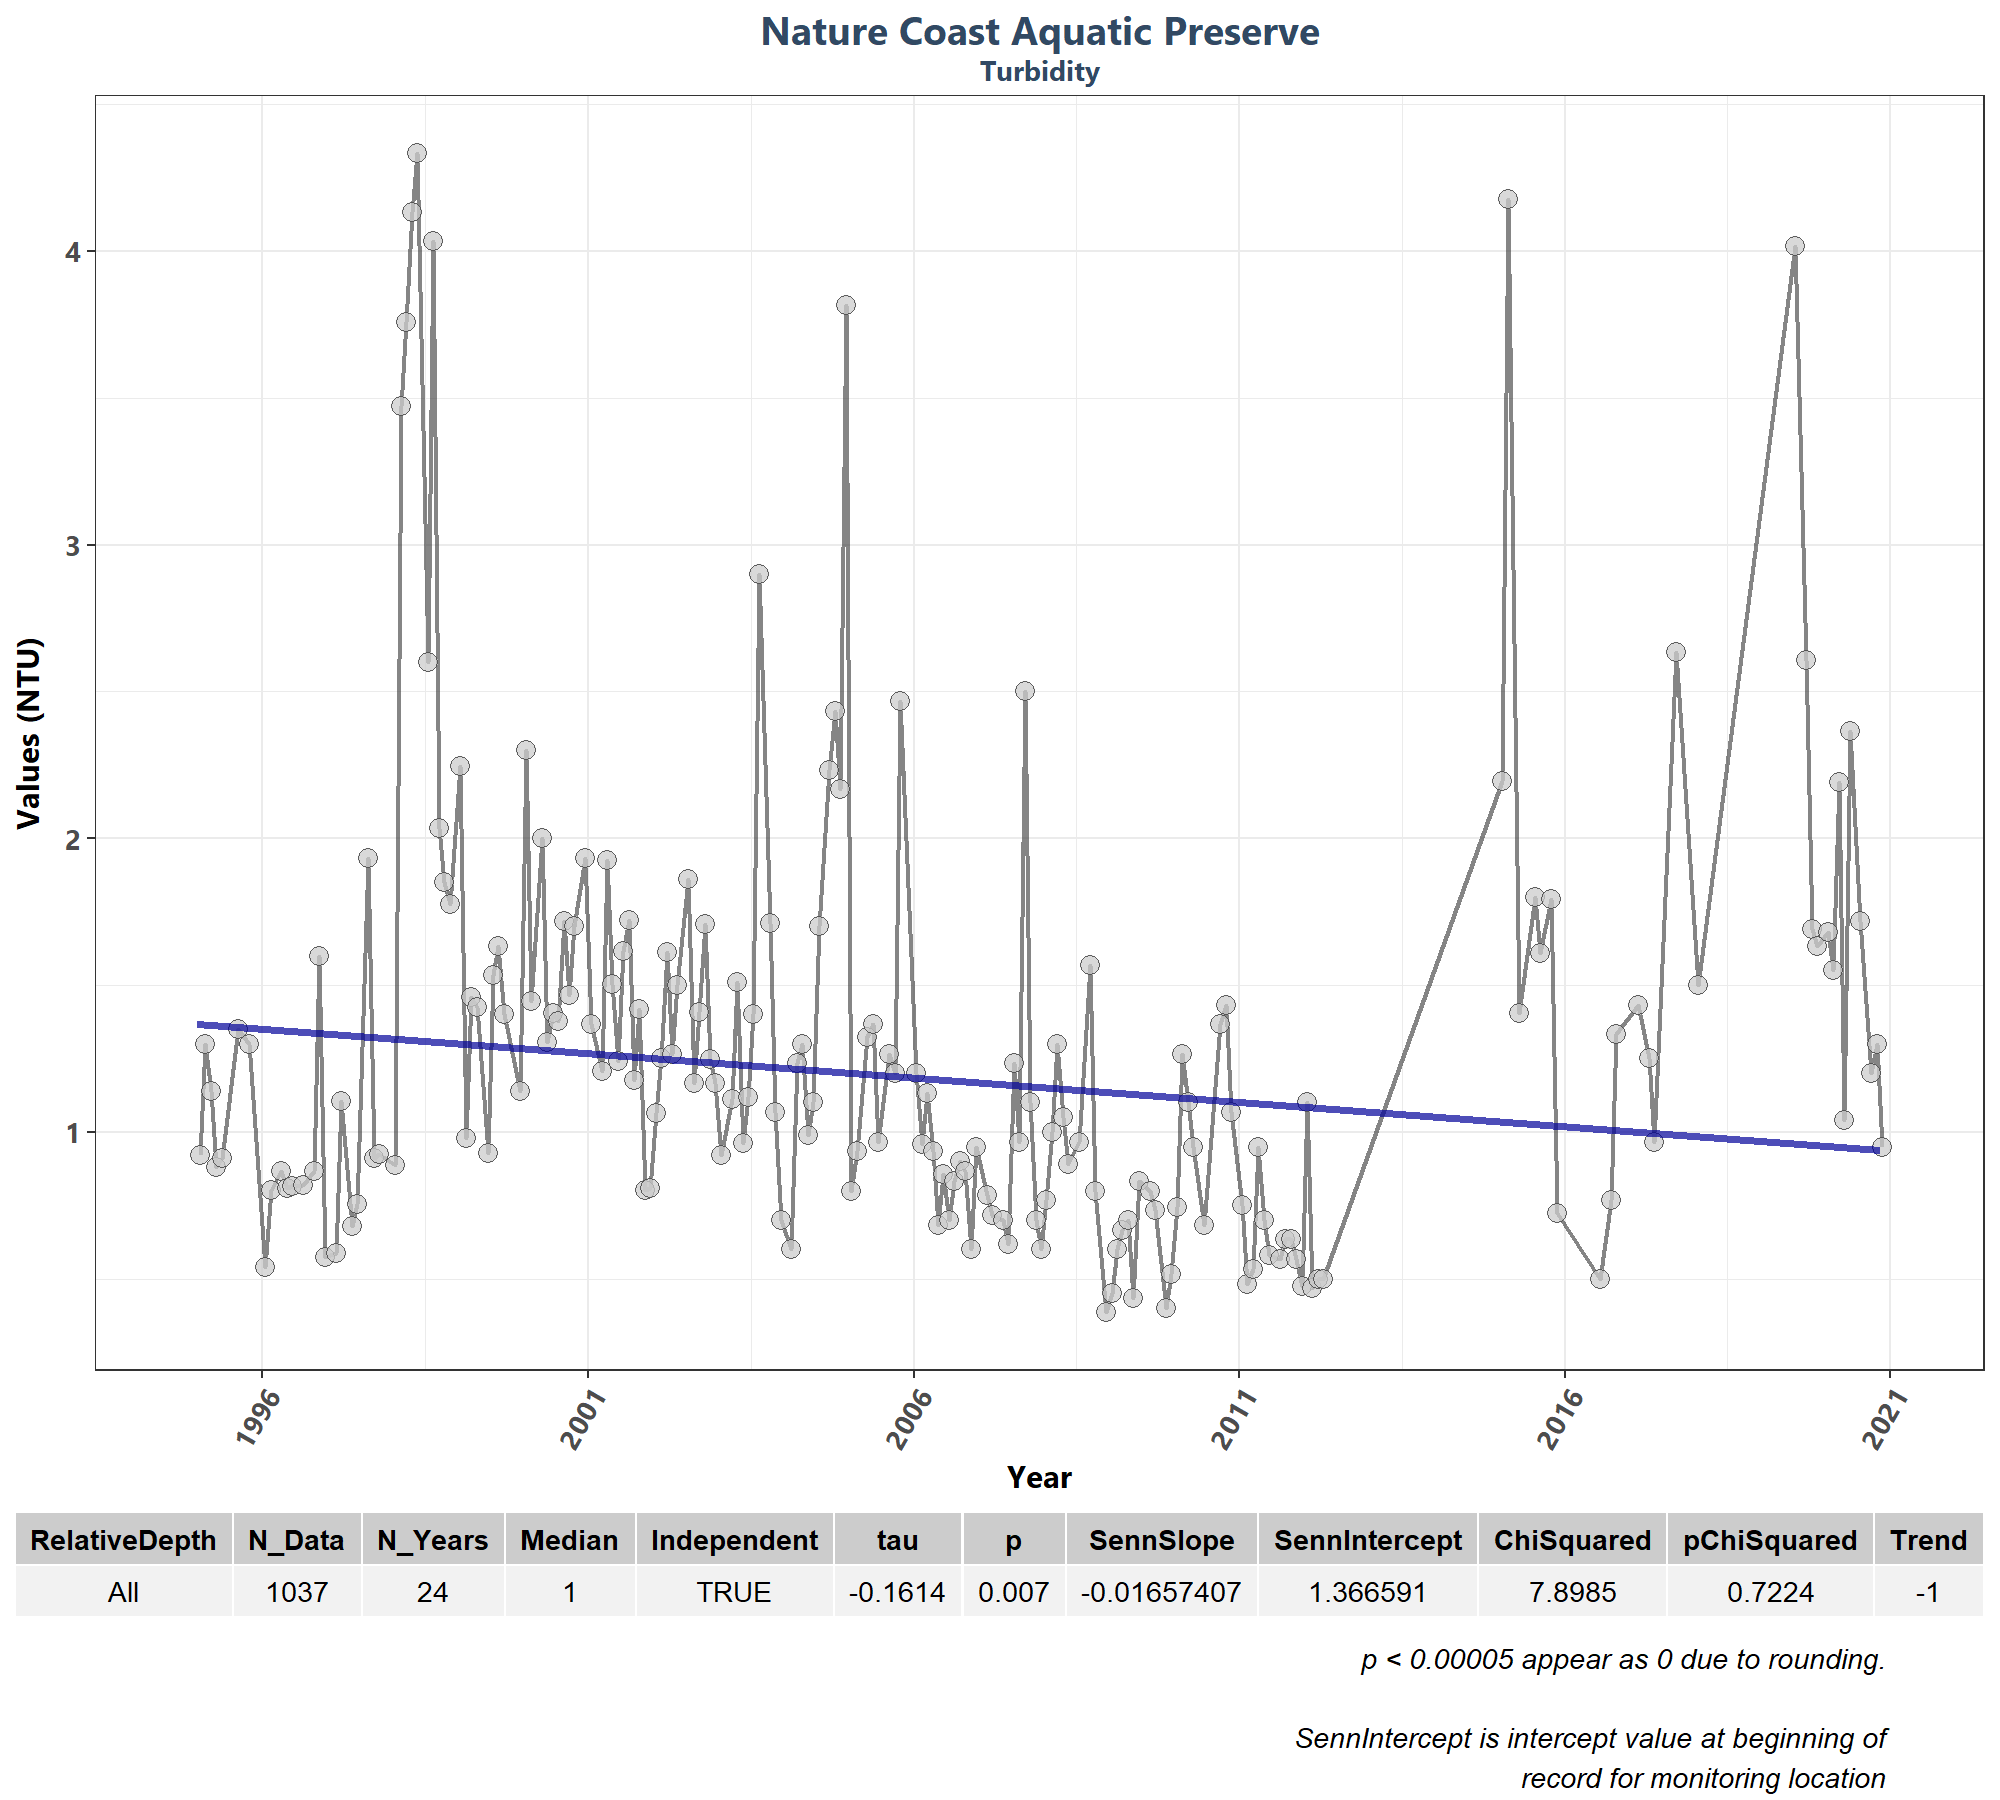 Nature Coast Aquatic Preserve
Turbidity
Values (NTU)
4
3
2
1
1996 2001 2006 2011 2016 2021
Year
RelativeDepth N_Data N_Years Median Independent tau p SennSlope SennIntercept ChiSquared pChiSquared Trend
All 1037 24 1 TRUE -0.1614 0.007 -0.01657407 1.366591 7.8985 0.7224 -1
p < 0.00005 appear as 0 due to rounding.
SennIntercept is intercept value at beginning of
record for monitoring location